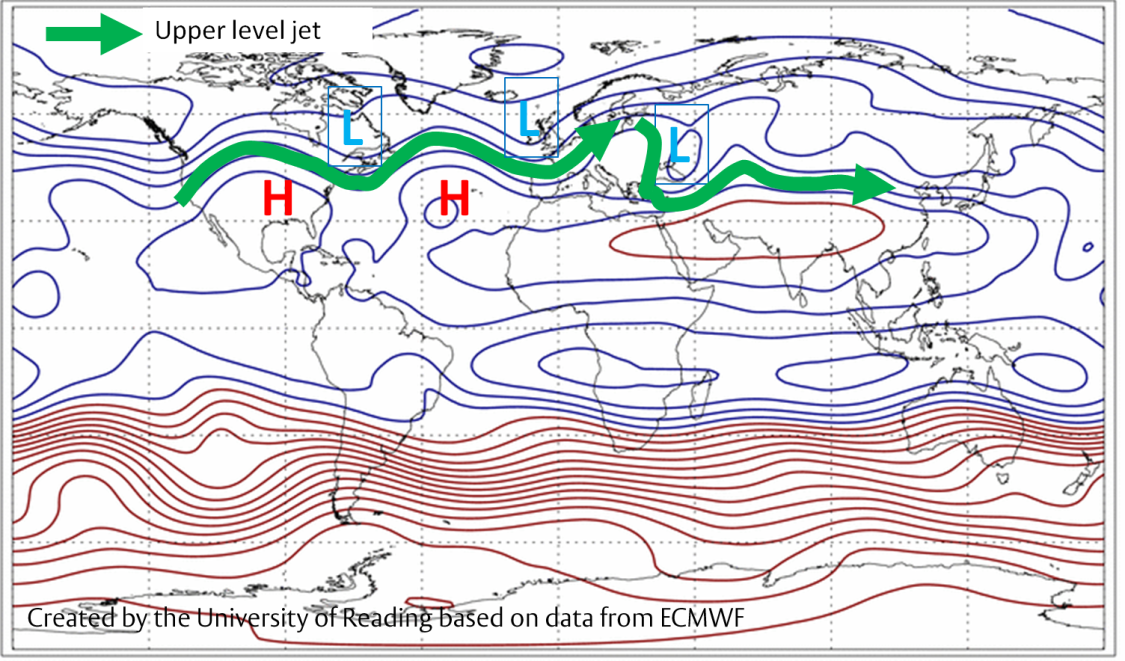 Upper level jet
L
L
L
H
H
Created by the University of Reading based on data from ECMWF